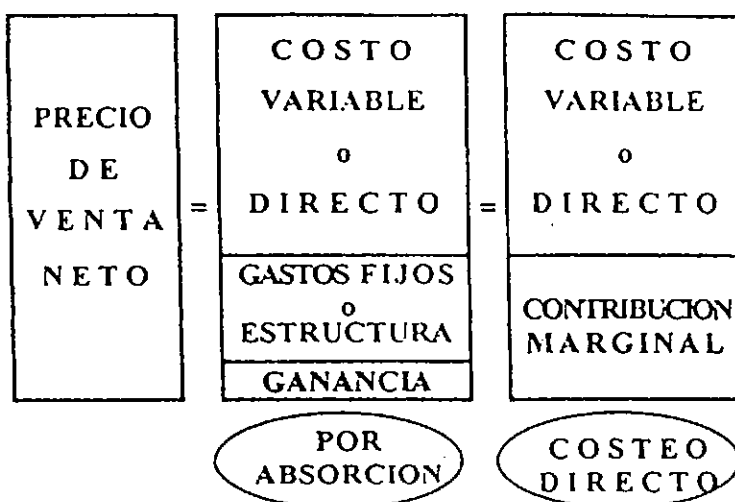 PRECIO
DE
VENTA
NETO
=
COSTO
VARIABLE
o
DIRECTO
GASTOS FIJOS
o
ESTRUCTURA
GANANCIA
POR
ABSORCION
=
COSTO
VARIABLE
o
DIRECTO
CONTRIBUCION
MARGINAL
COSTEO
DIRECTO